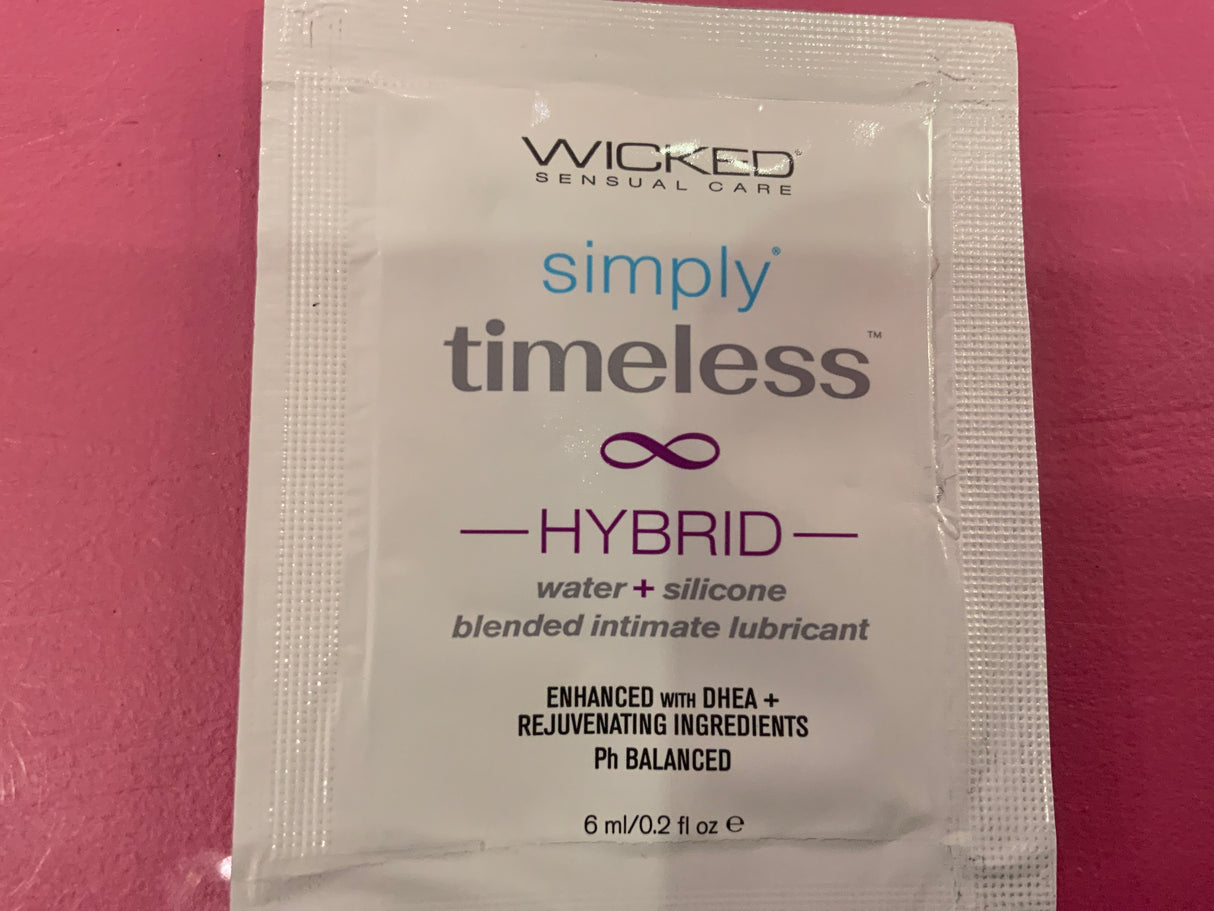 WICKED®
SENSUAL CARE
simply®
timeless™
HYBRID
water + silicone
blended intimate lubricant
ENHANCED WITH DHEA +
REJUVENATING INGREDIENTS
Ph BALANCED
6 ml/0.2 fl oz ℮